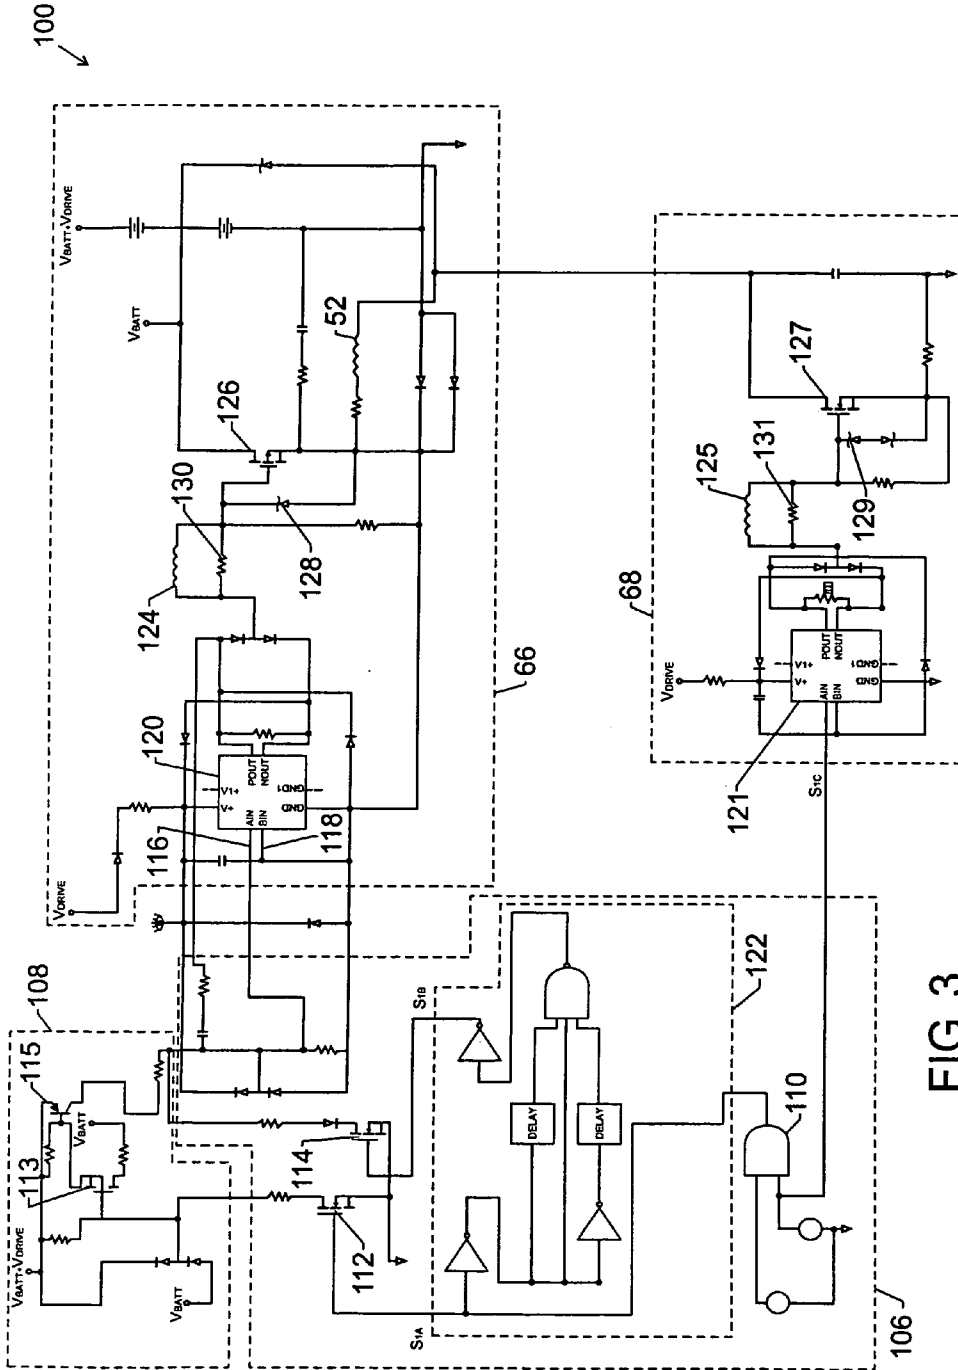 100
VBATT+VDRIVE
VBATT
52
126
130
124
128
66
VDRIVE
120
116
118
V+
V1+
AIN
BIN
POUT
NOUT
GND
GND1
108
115
113
VBATT+VDRIVE
VBATT
VBATT
114
112
S1A
S1B
DELAY
DELAY
122
110
106
68
VDRIVE
127
125
131
129
121
V+
V1+
AIN
BIN
POUT
NOUT
GND
GND1
S1C
FIG 3